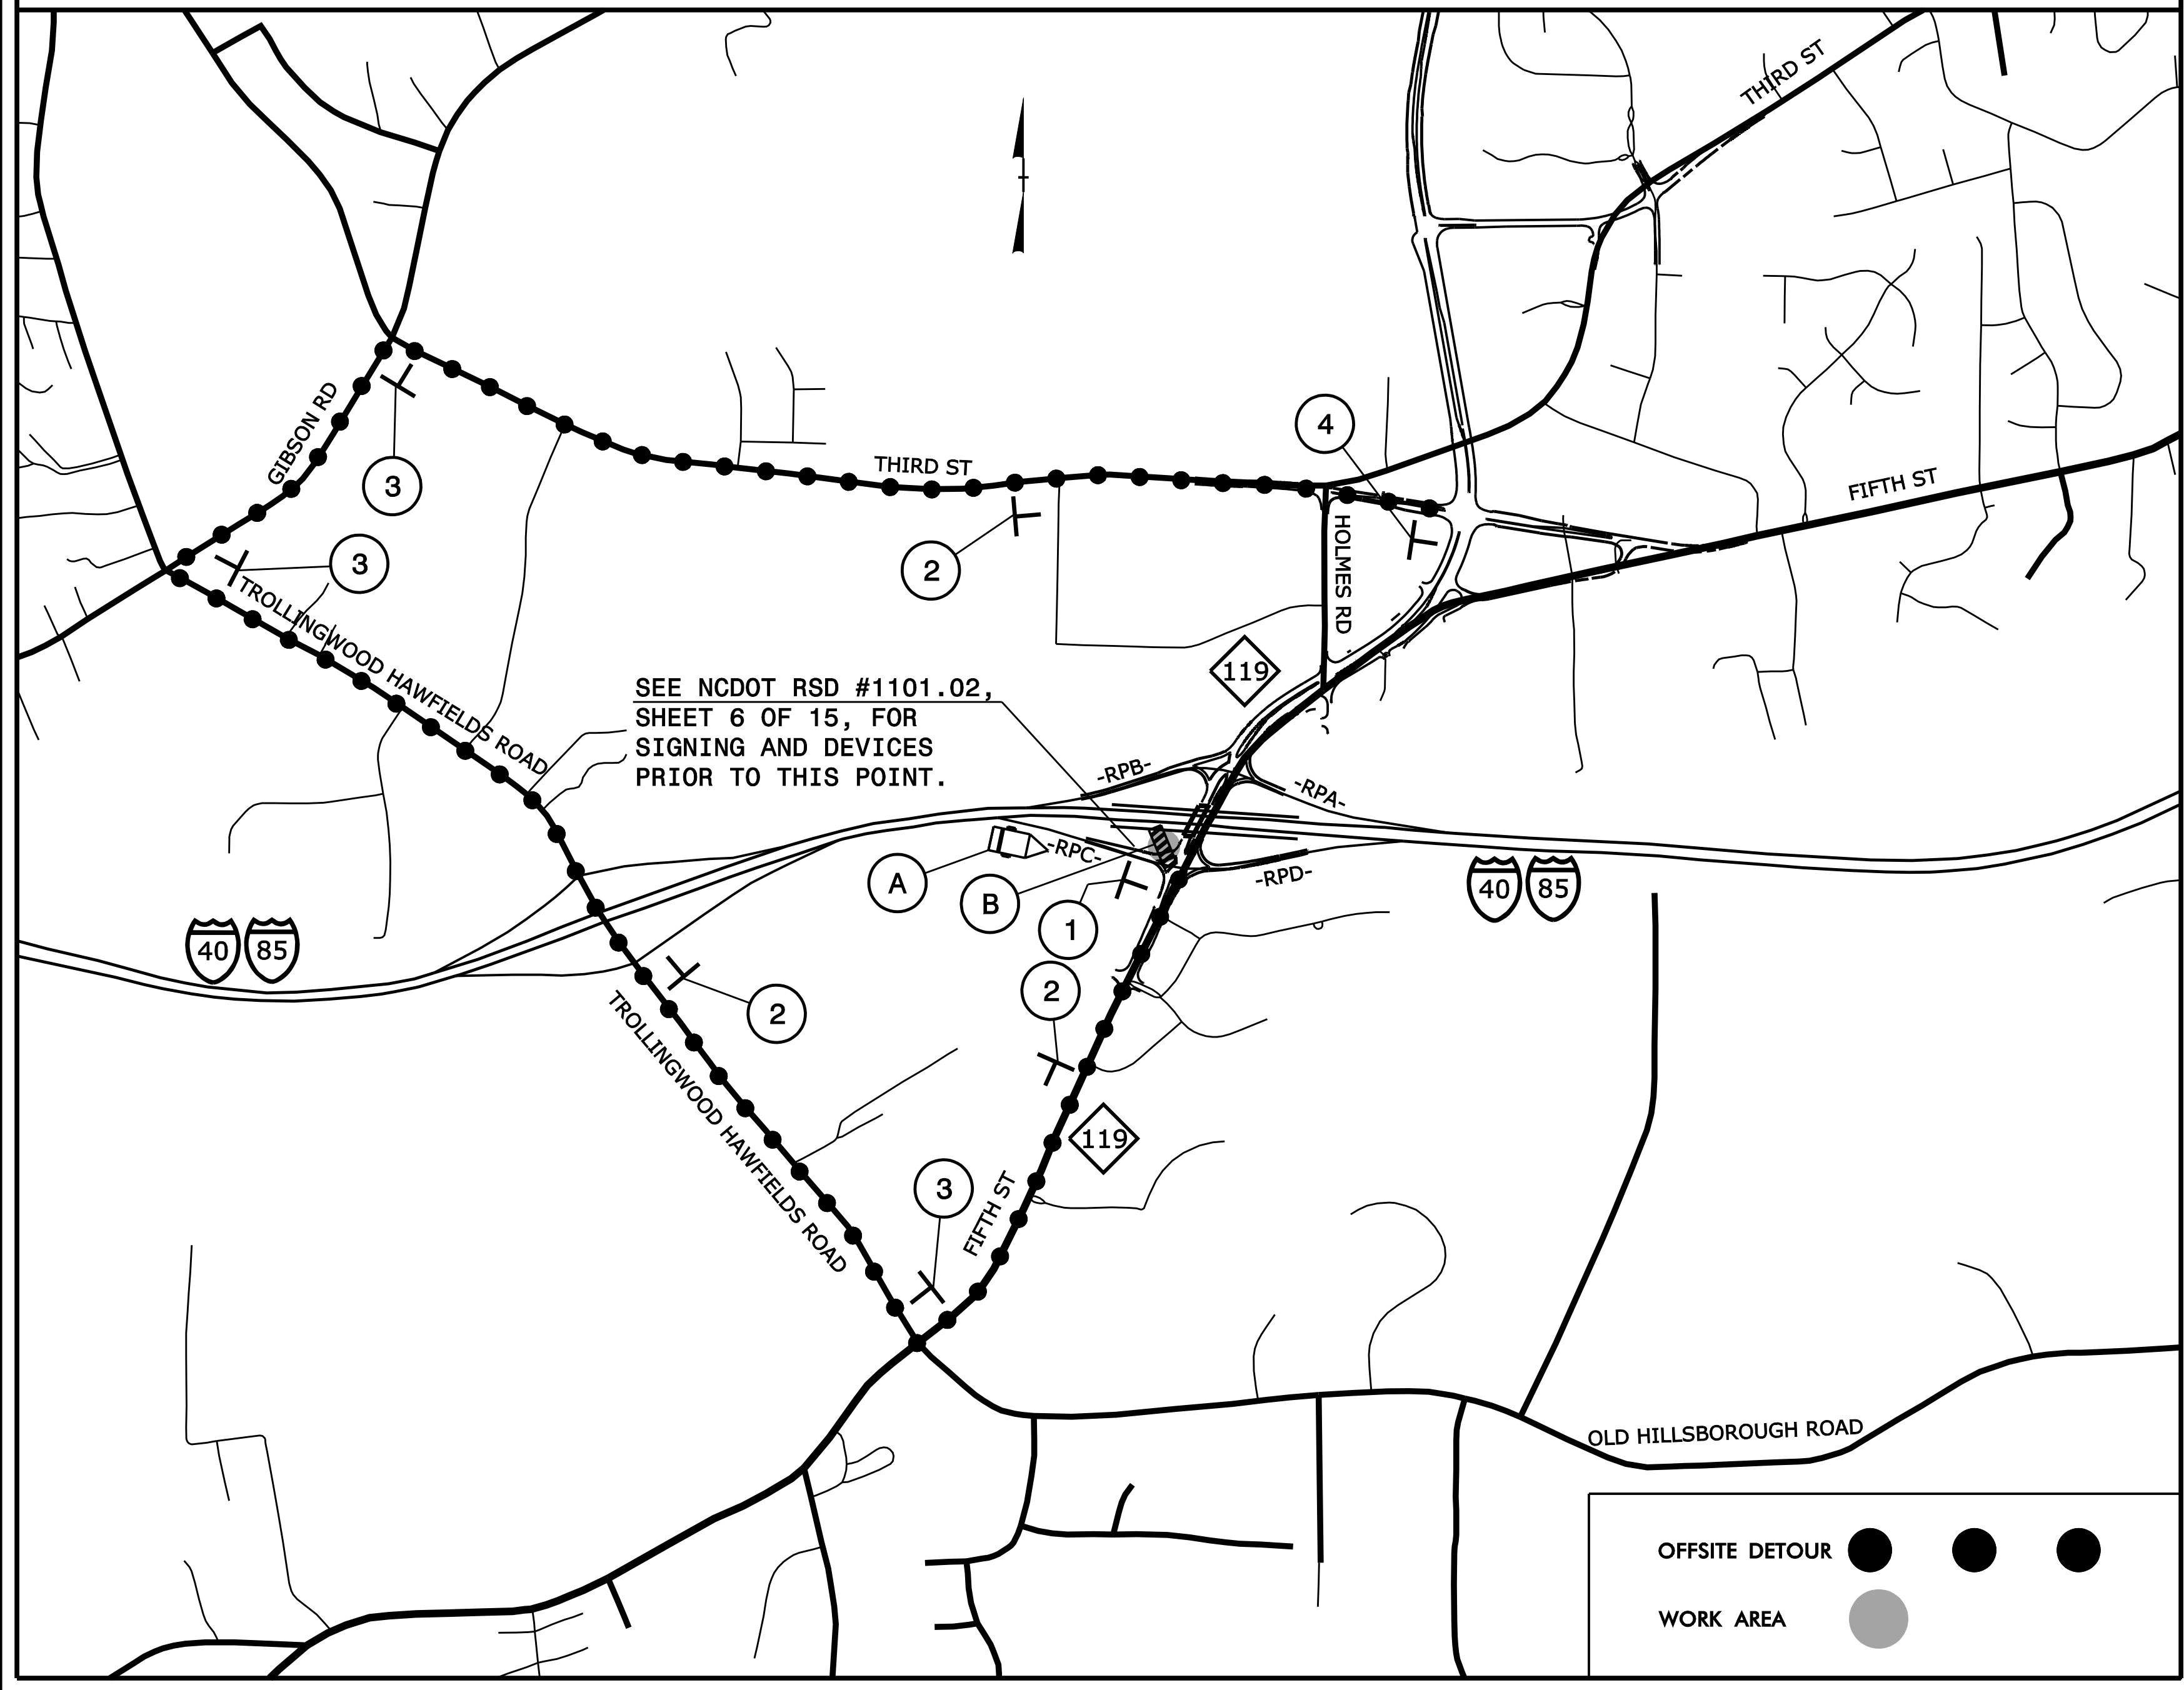 THIRD ST
GIBSON RD
3
4
THIRD ST
FIFTH ST
2
HOLMES RD
3
TROLLINGWOOD HAWFIELDS ROAD
119
SEE NCDOT RSD #1101.02,
SHEET 6 OF 15, FOR
SIGNING AND DEVICES
PRIOR TO THIS POINT.
-RPB-
-RPA-
-RPC-
-RPD-
A
B
1
40
85
40
85
2
2
TROLLINGWOOD HAWFIELDS ROAD
119
3
FIFTH ST
OLD HILLSBOROUGH ROAD
OFFSITE DETOUR
WORK AREA